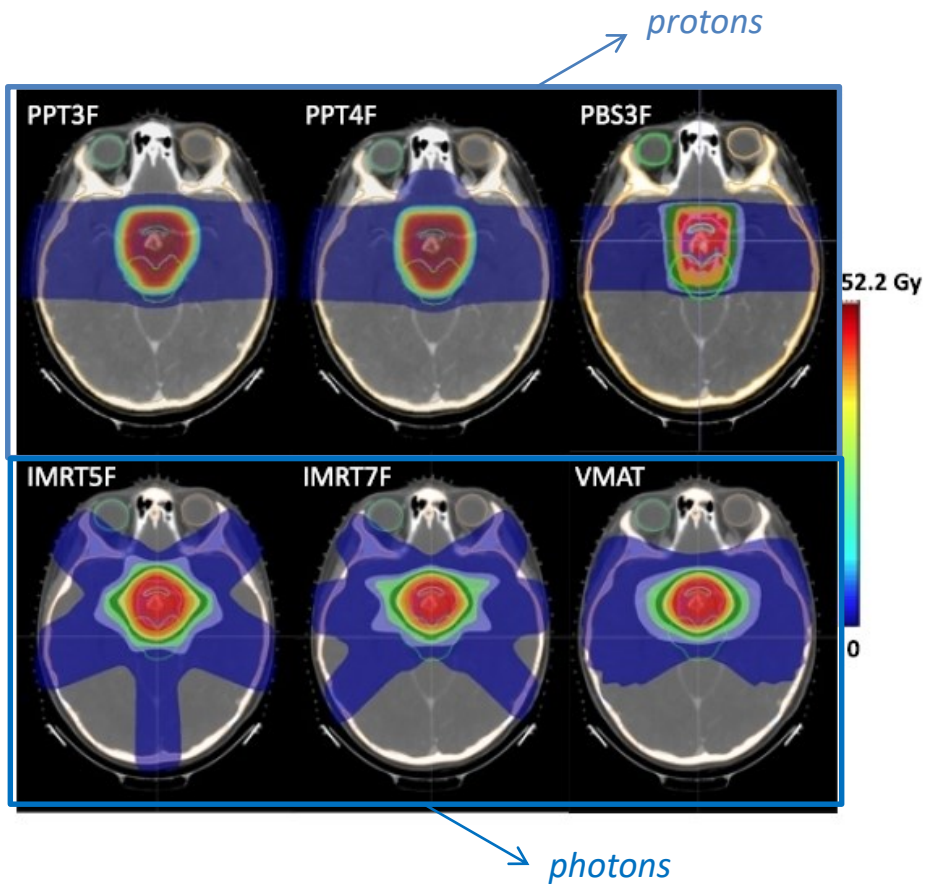 protons
PPT3F
PPT4F
PBS3F
52.2 Gy
IMRT5F
IMRT7F
VMAT
0
photons